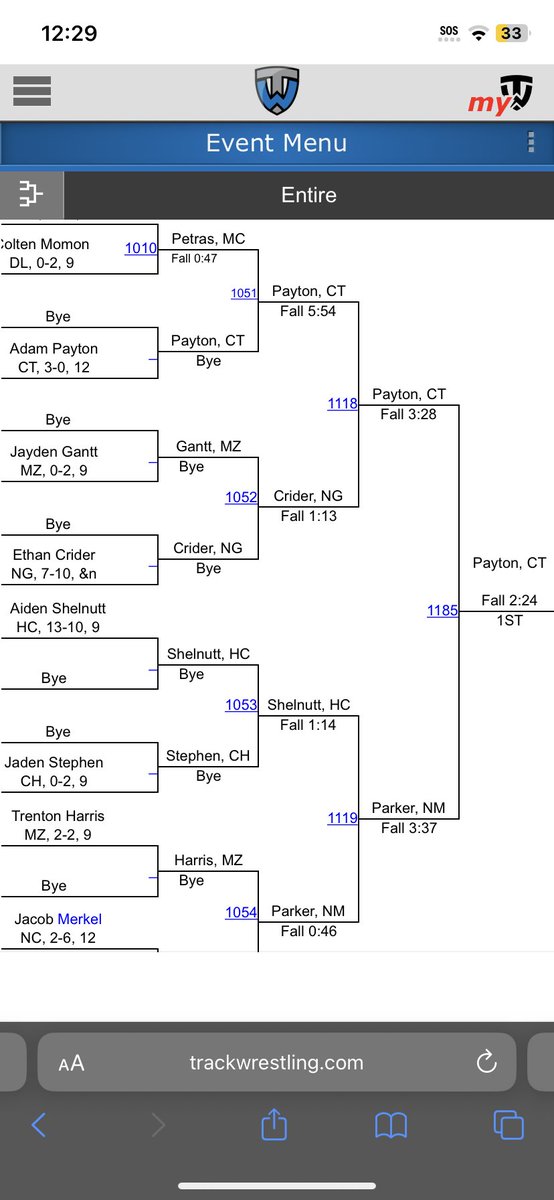 12:29
SOS
33
my
Event Menu
Entire
Colten Momon
DL, 0-2, 9
1010
Petras, MC
Fall 0:47
1051
Payton, CT
Fall 5:54
Bye
Adam Payton
CT, 3-0, 12
Payton, CT
Bye
1118
Payton, CT
Fall 3:28
Bye
Jayden Gantt
MZ, 0-2, 9
Gantt, MZ
Bye
1052
Crider, NG
Fall 1:13
Bye
Ethan Crider
NG, 7-10, &n
Crider, NG
Bye
Payton, CT
1185
Fall 2:24
1ST
Aiden Shelnutt
HC, 13-10, 9
Bye
Shelnutt, HC
Bye
1053
Shelnutt, HC
Fall 1:14
Bye
Jaden Stephen
CH, 0-2, 9
Stephen, CH
Bye
1119
Parker, NM
Fall 3:37
Trenton Harris
MZ, 2-2, 9
Bye
Harris, MZ
Bye
1054
Parker, NM
Fall 0:46
Jacob Merkel
NC, 2-6, 12
AA
trackwrestling.com